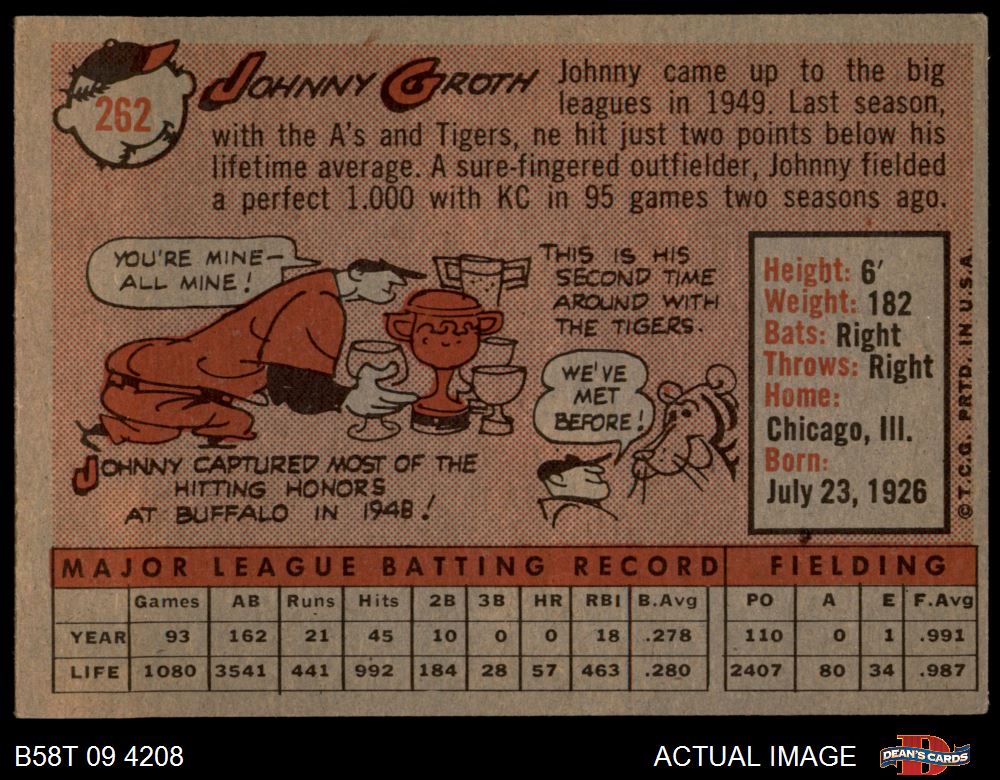 262
JOHNNY GROTH
Johnny came up to the big
leagues in 1949. Last season,
with the A's and Tigers, ne hit just two points below his
lifetime average. A sure-fingered outfielder, Johnny fielded
a perfect 1.000 with KC in 95 games two seasons ago.
YOU'RE MINE—
ALL MINE!
JOHNNY CAPTURED MOST OF THE
HITTING HONORS
AT BUFFALO IN 1948!
THIS IS HIS
SECOND TIME
AROUND WITH
THE TIGERS.
WE'VE
MET
BEFORE!
Height: 6'
Weight: 182
Bats: Right
Throws: Right
Home:
Chicago, Ill.
Born:
July 23, 1926
©T.C.G. PRTD. IN U.S.A.
MAJOR LEAGUE BATTING RECORD FIELDING
Games AB Runs Hits 2B 3B HR RBI B.Avg PO A E F.Avg
YEAR 93 162 21 45 10 0 0 18 .278 110 0 1 .991
LIFE 1080 3541 441 992 184 28 57 463 .280 2407 80 34 .987
B58T 09 4208 ACTUAL IMAGE DEAN'S CARDS